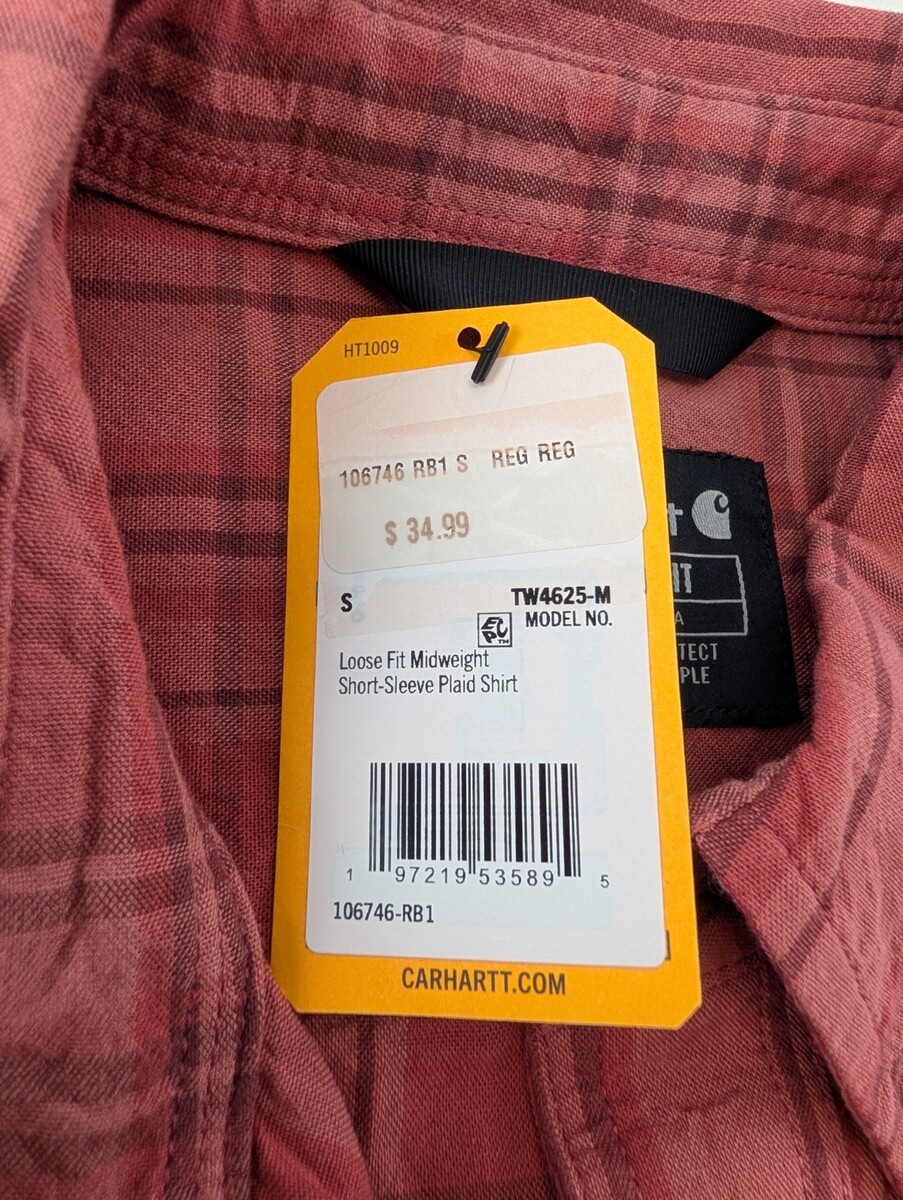 HT1009
106746 RB1 S REG REG
$ 34.99
S
TW4625-M
MODEL NO.
Loose Fit Midweight
Short-Sleeve Plaid Shirt
1 97219 53589 5
106746-RB1
CARHARTT.COM